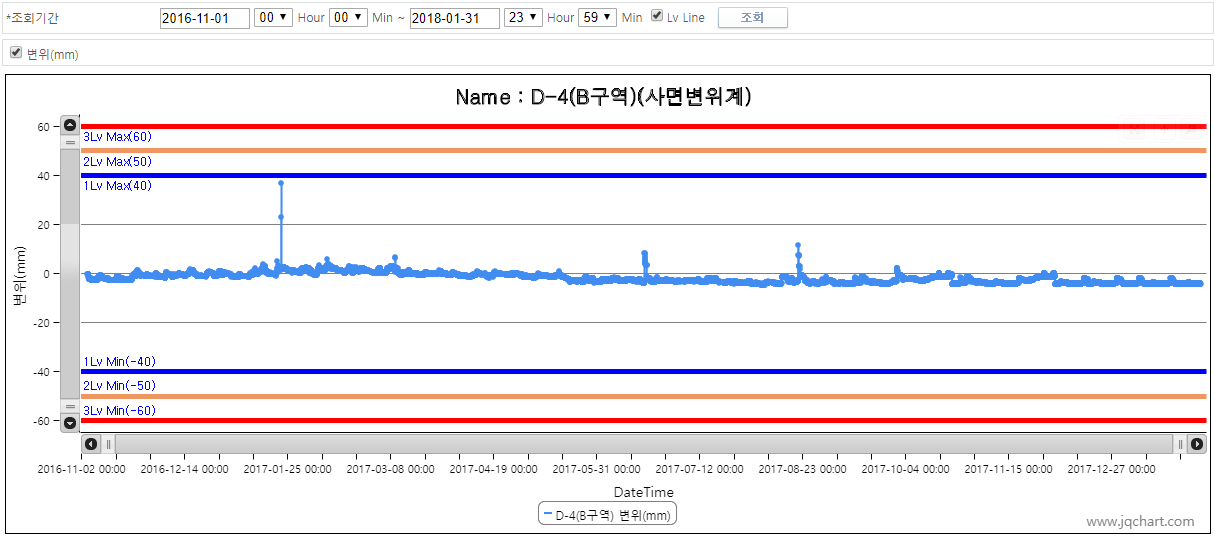 *조회기간 2016-11-01 00 Hour 00 Min ~ 2018-01-31 23 Hour 59 Min Lv Line 조회
변위(mm)
Name : D-4(B구역)(사면변위계)
60
3Lv Max(60)
2Lv Max(50)
40
1Lv Max(40)
20
변위(mm)
0
-20
1Lv Min(-40)
-40
2Lv Min(-50)
3Lv Min(-60)
-60
2016-11-02 00:00 2016-12-14 00:00 2017-01-25 00:00 2017-03-08 00:00 2017-04-19 00:00 2017-05-31 00:00 2017-07-12 00:00 2017-08-23 00:00 2017-10-04 00:00 2017-11-15 00:00 2017-12-27 00:00
DateTime
D-4(B구역) 변위(mm)
www.jqchart.com